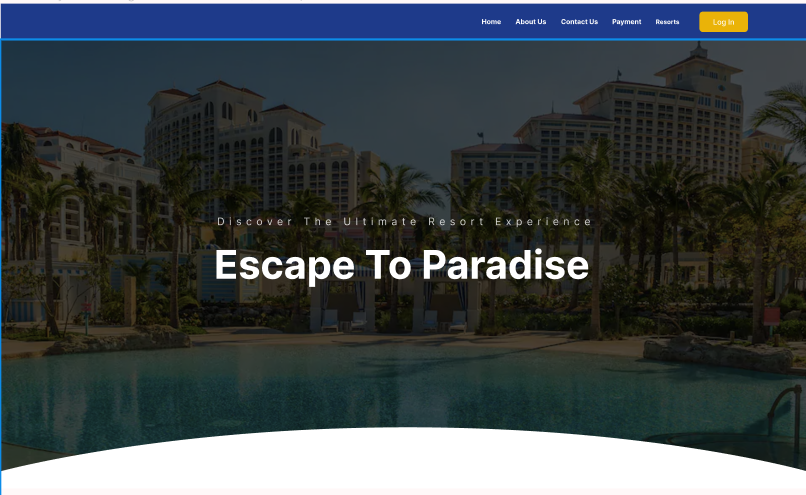 Home About Us Contact Us Payment Resorts Log In
Discover The Ultimate Resort Experience
Escape To Paradise